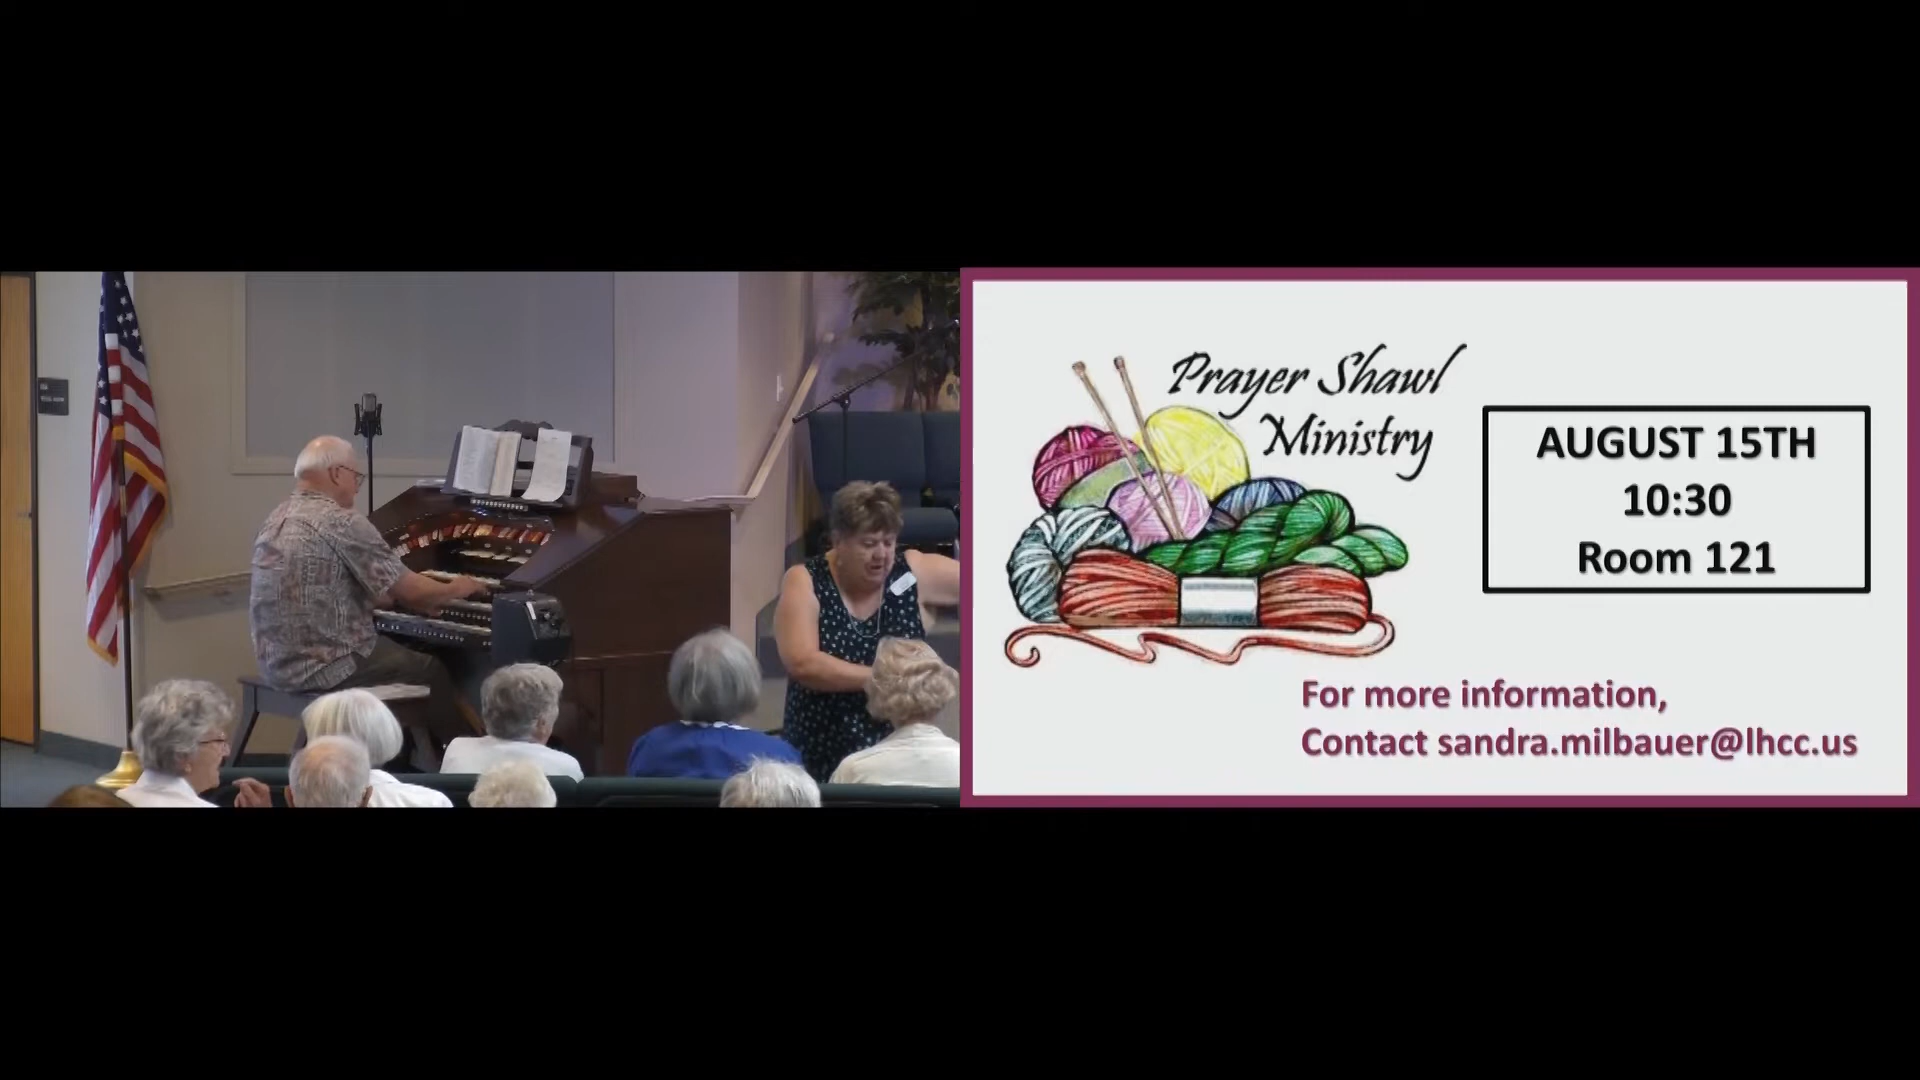 Prayer Shawl
Ministry
AUGUST 15TH
10:30
Room 121
For more information,
Contact sandra.milbauer@lhcc.us